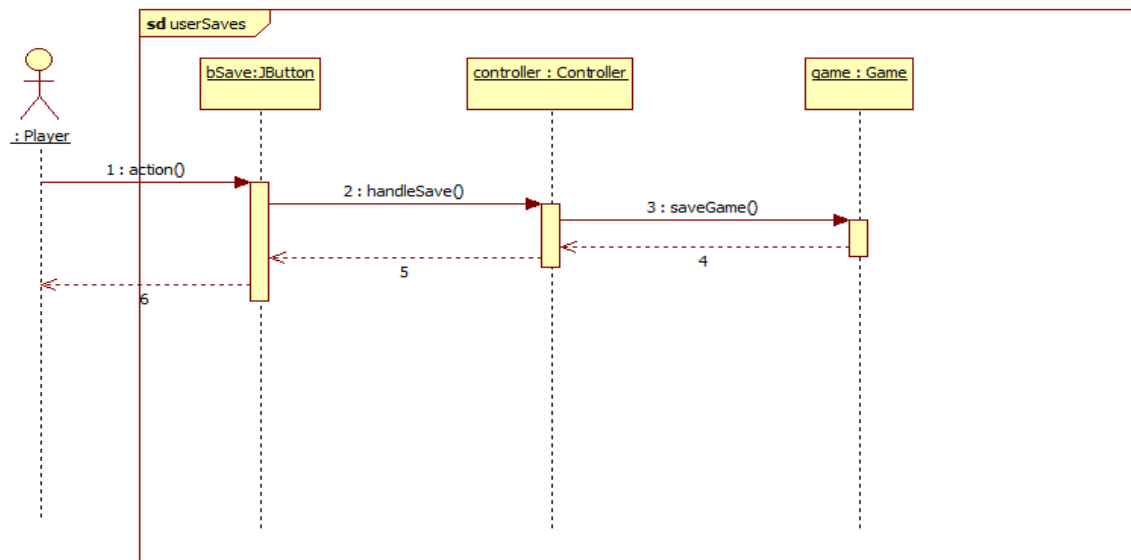 sd userSaves
bSave:JButton
controller : Controller
game : Game
: Player
1 : action()
2 : handleSave()
3 : saveGame()
4
5
6